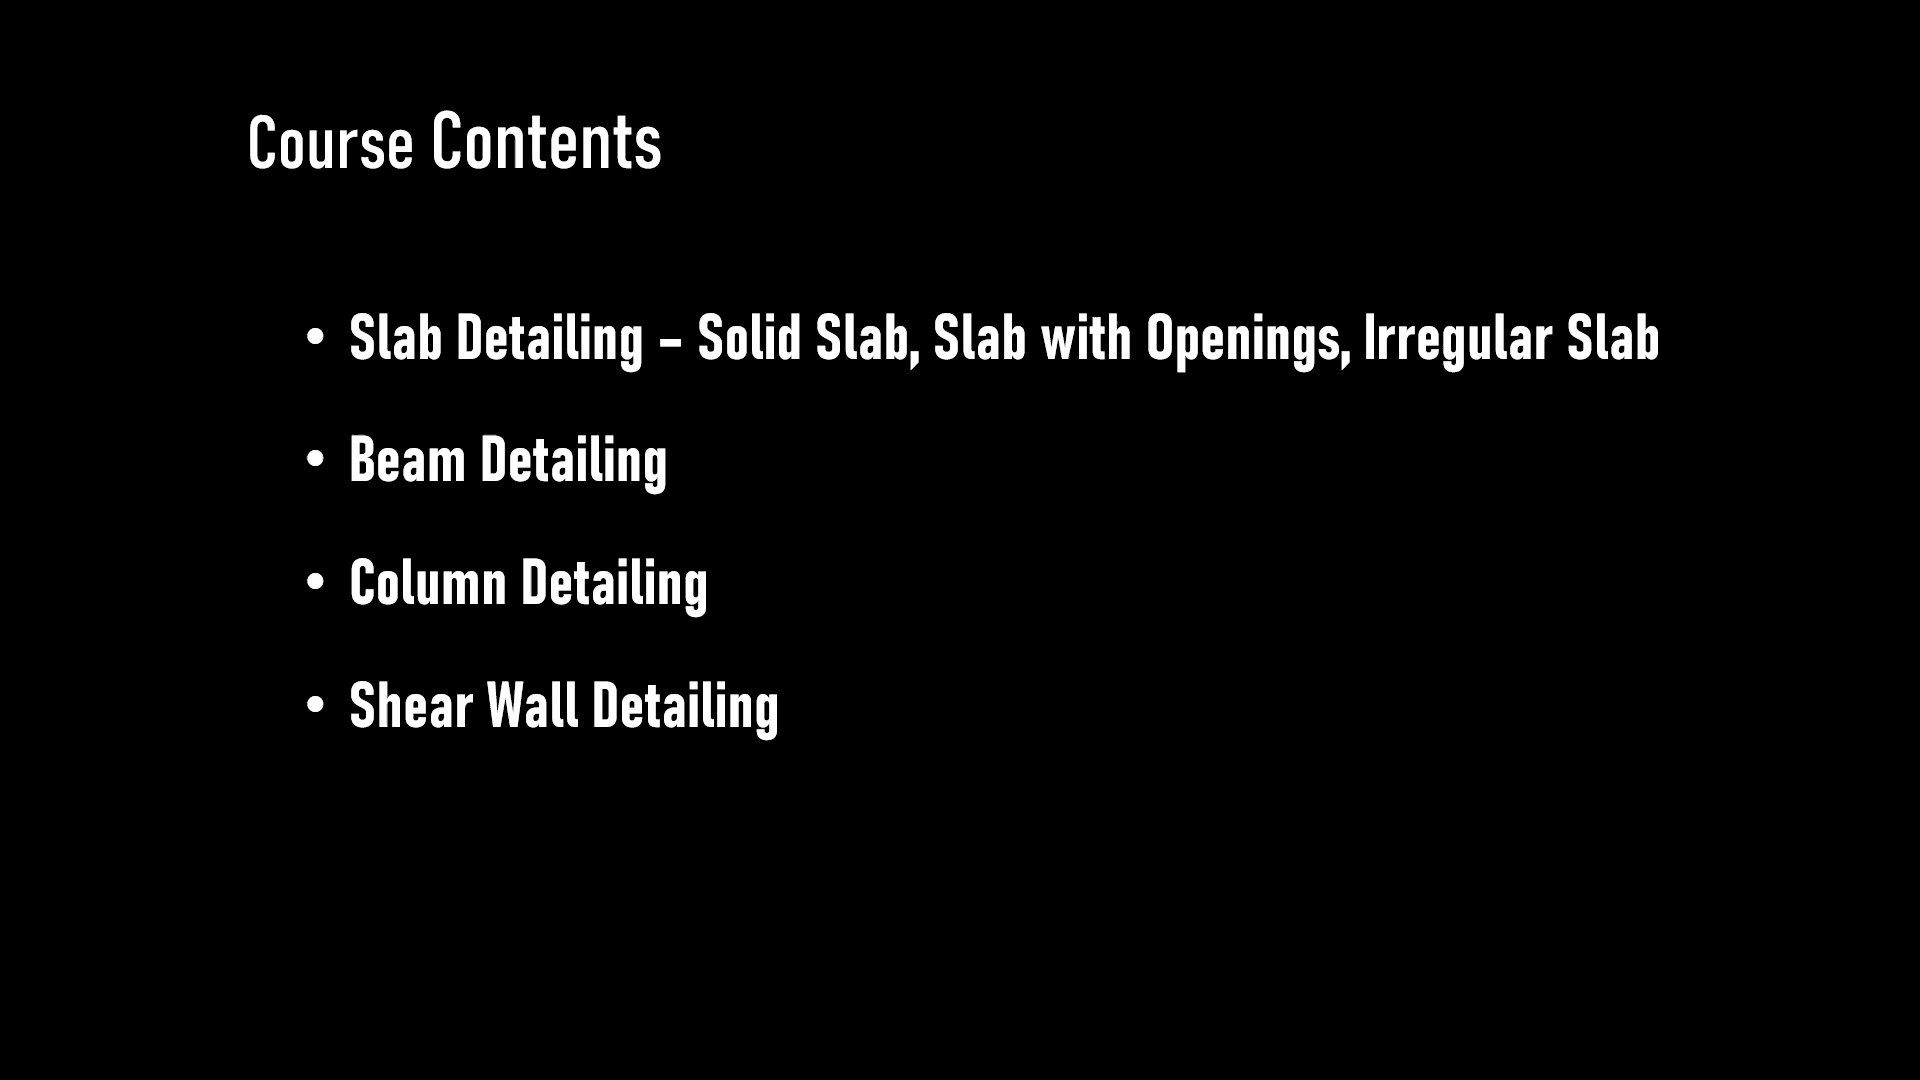 Course Contents
• Slab Detailing – Solid Slab, Slab with Openings, Irregular Slab
• Beam Detailing
• Column Detailing
• Shear Wall Detailing